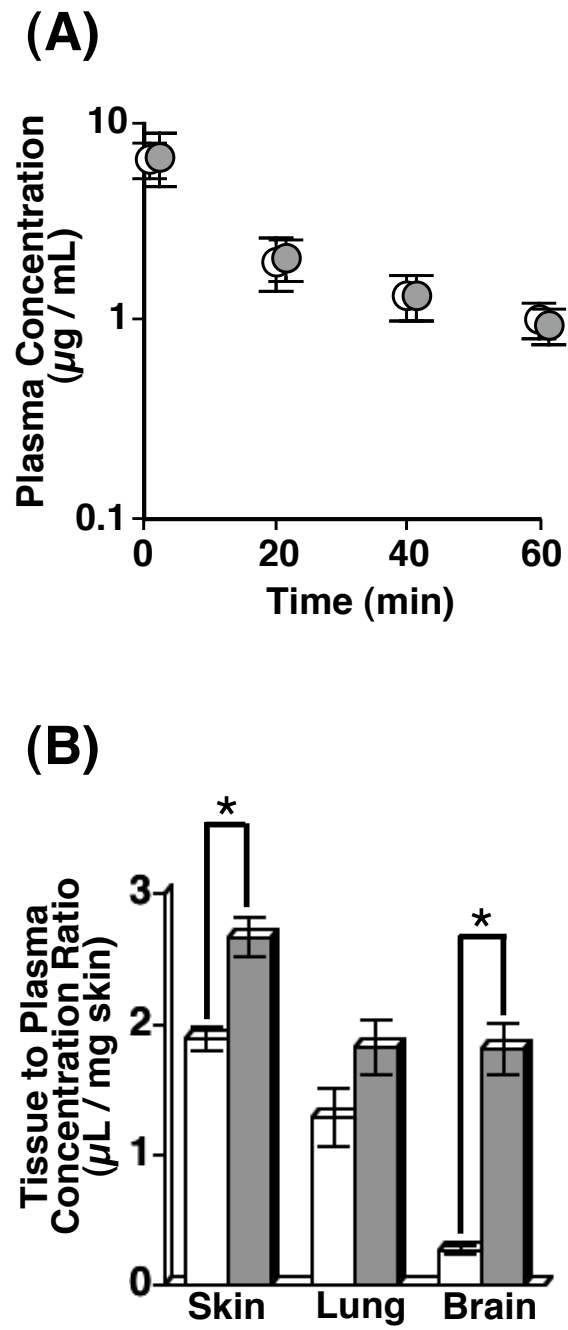 (A)
Plasma Concentration
(µg / mL)
10
1
0.1
0
20
40
60
Time (min)
(B)
Tissue to Plasma
Concentration Ratio
(µL / mg skin)
*
*
3
2
1
0
Skin
Lung
Brain